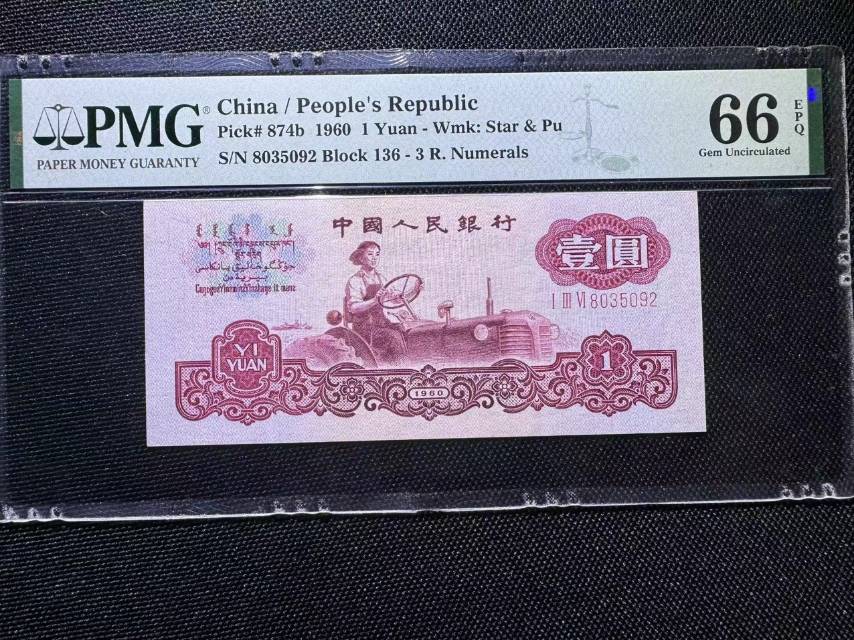 PMG®
PAPER MONEY GUARANTY
China / People's Republic
Pick# 874b 1960 1 Yuan - Wmk: Star & Pu
S/N 8035092 Block 136 - 3 R. Numerals
66 EPQ
Gem Uncirculated
中國人民銀行
壹圓
I III VI 8035092
YI
YUAN
1960
1